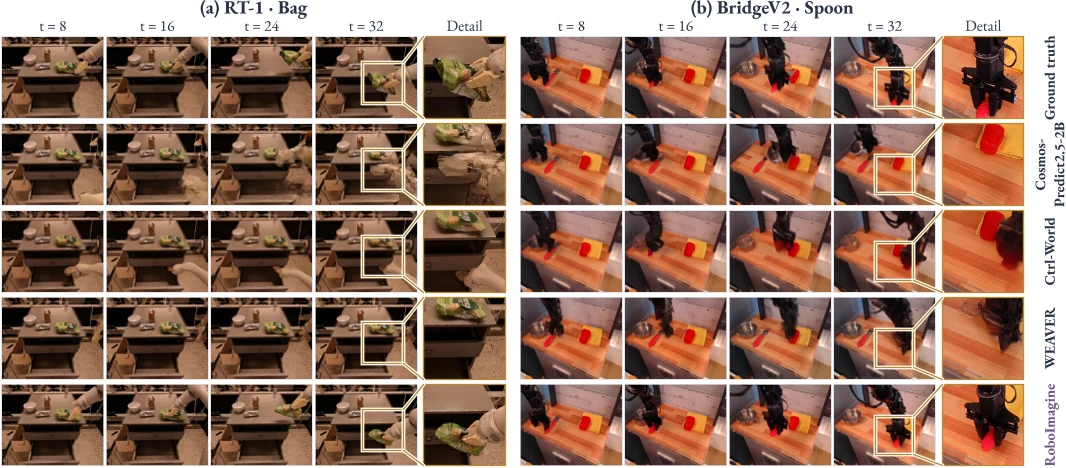 (a) RT-1 · Bag
(b) BridgeV2 · Spoon
t = 8
t = 16
t = 24
t = 32
Detail
t = 8
t = 16
t = 24
t = 32
Detail
Ground truth
Cosmos-
Predict2.5-2B
Ctrl-World
WEAVER
RoboImagine